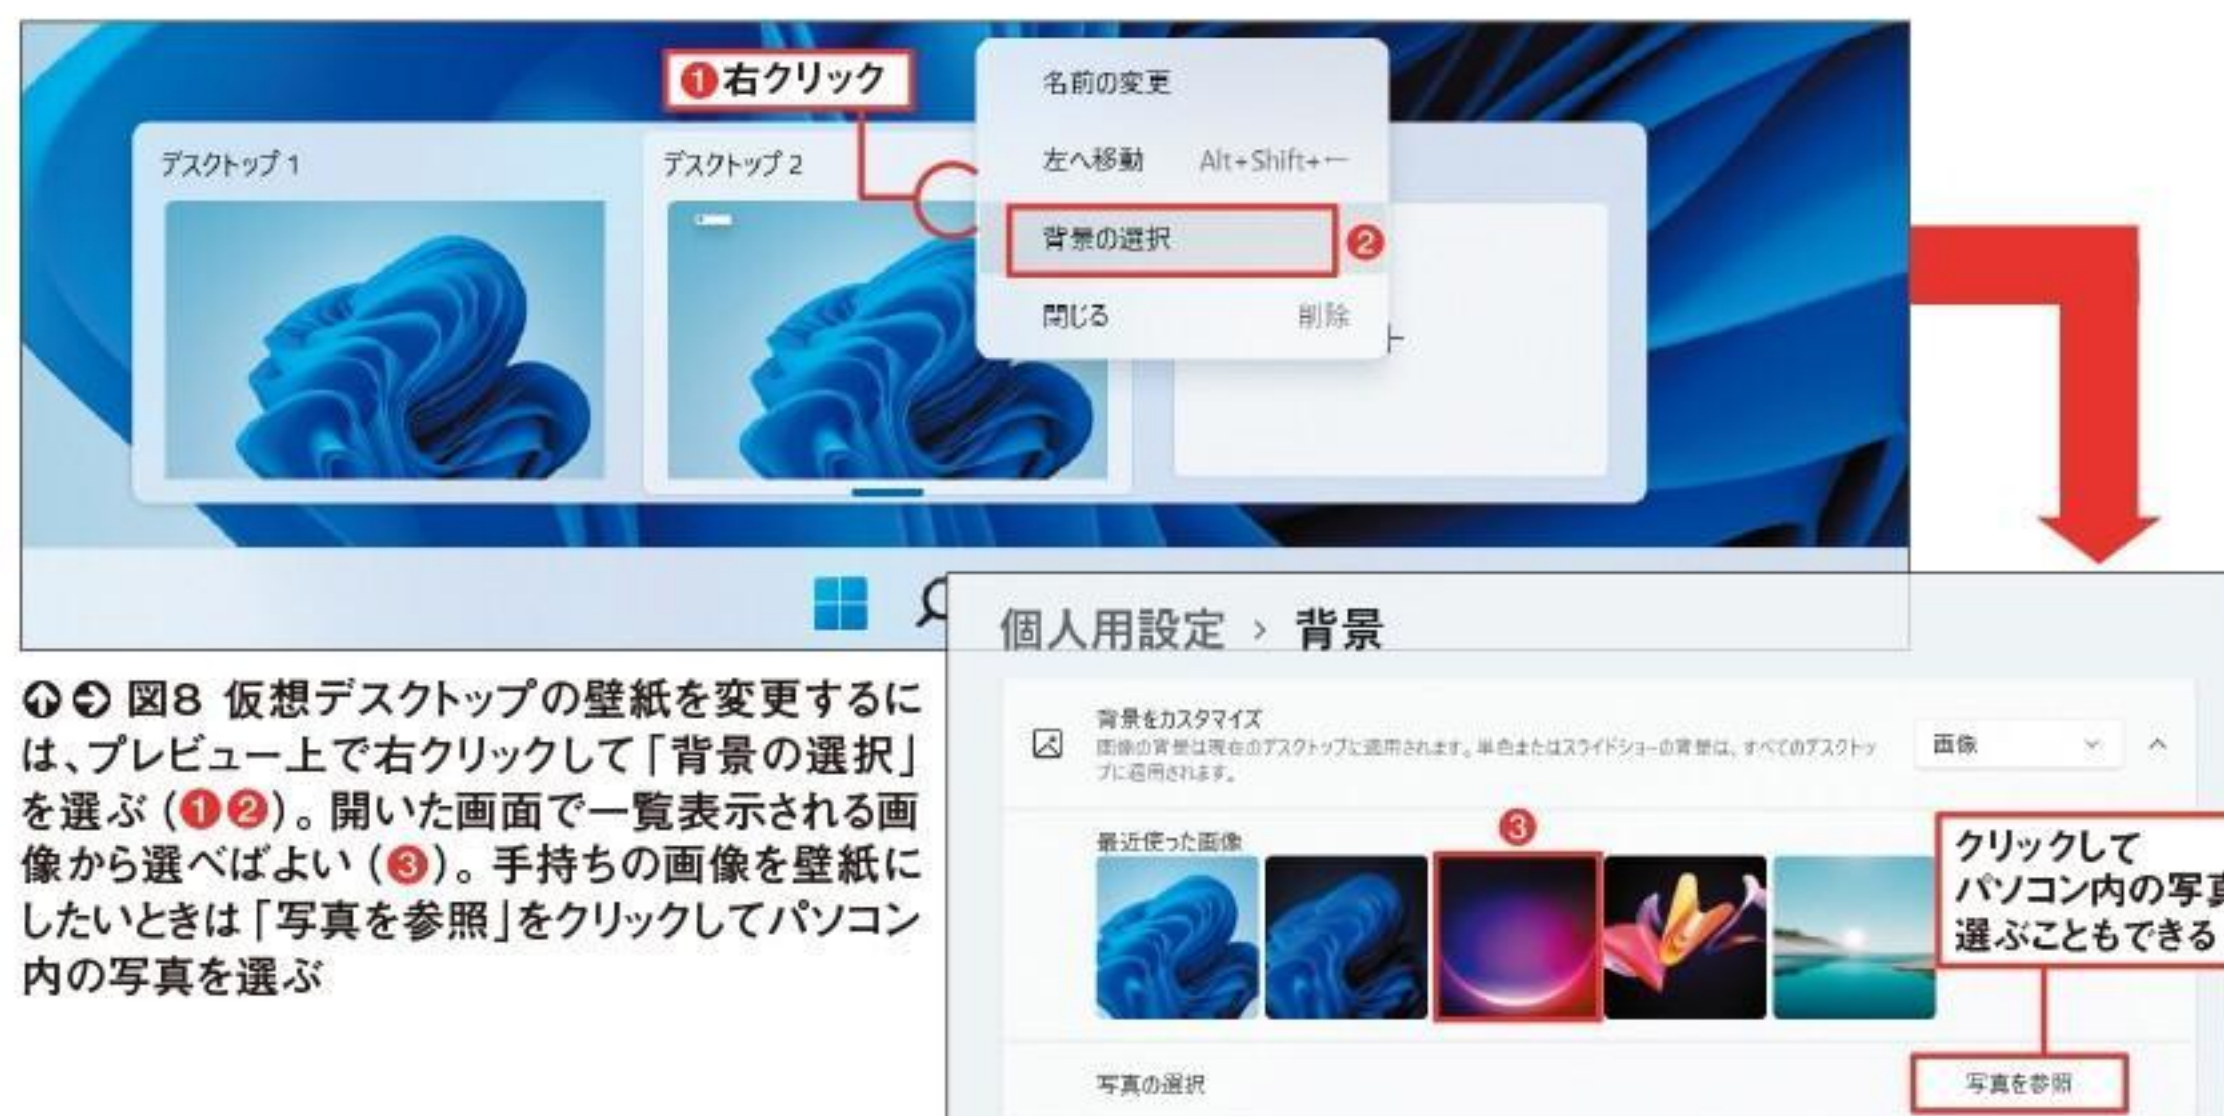 ❶右クリック
名前の変更
左へ移動 Alt+Shift+←
背景の選択 ❷
閉じる 削除
デスクトップ 1
デスクトップ 2
個人用設定 › 背景
背景をカスタマイズ
画像の背景は現在のデスクトップに適用されます。単色またはスライドショーの背景は、すべてのデスクトッ
プに適用されます。
画像
❸
最近使った画像
クリックして
パソコン内の写真
選ぶこともできる
写真の選択
写真を参照
図8 仮想デスクトップの壁紙を変更するに
は、プレビュー上で右クリックして「背景の選択」
を選ぶ(❶❷)。開いた画面で一覧表示される画
像から選べばよい(❸)。手持ちの画像を壁紙に
したいときは「写真を参照」をクリックしてパソコン
内の写真を選ぶ